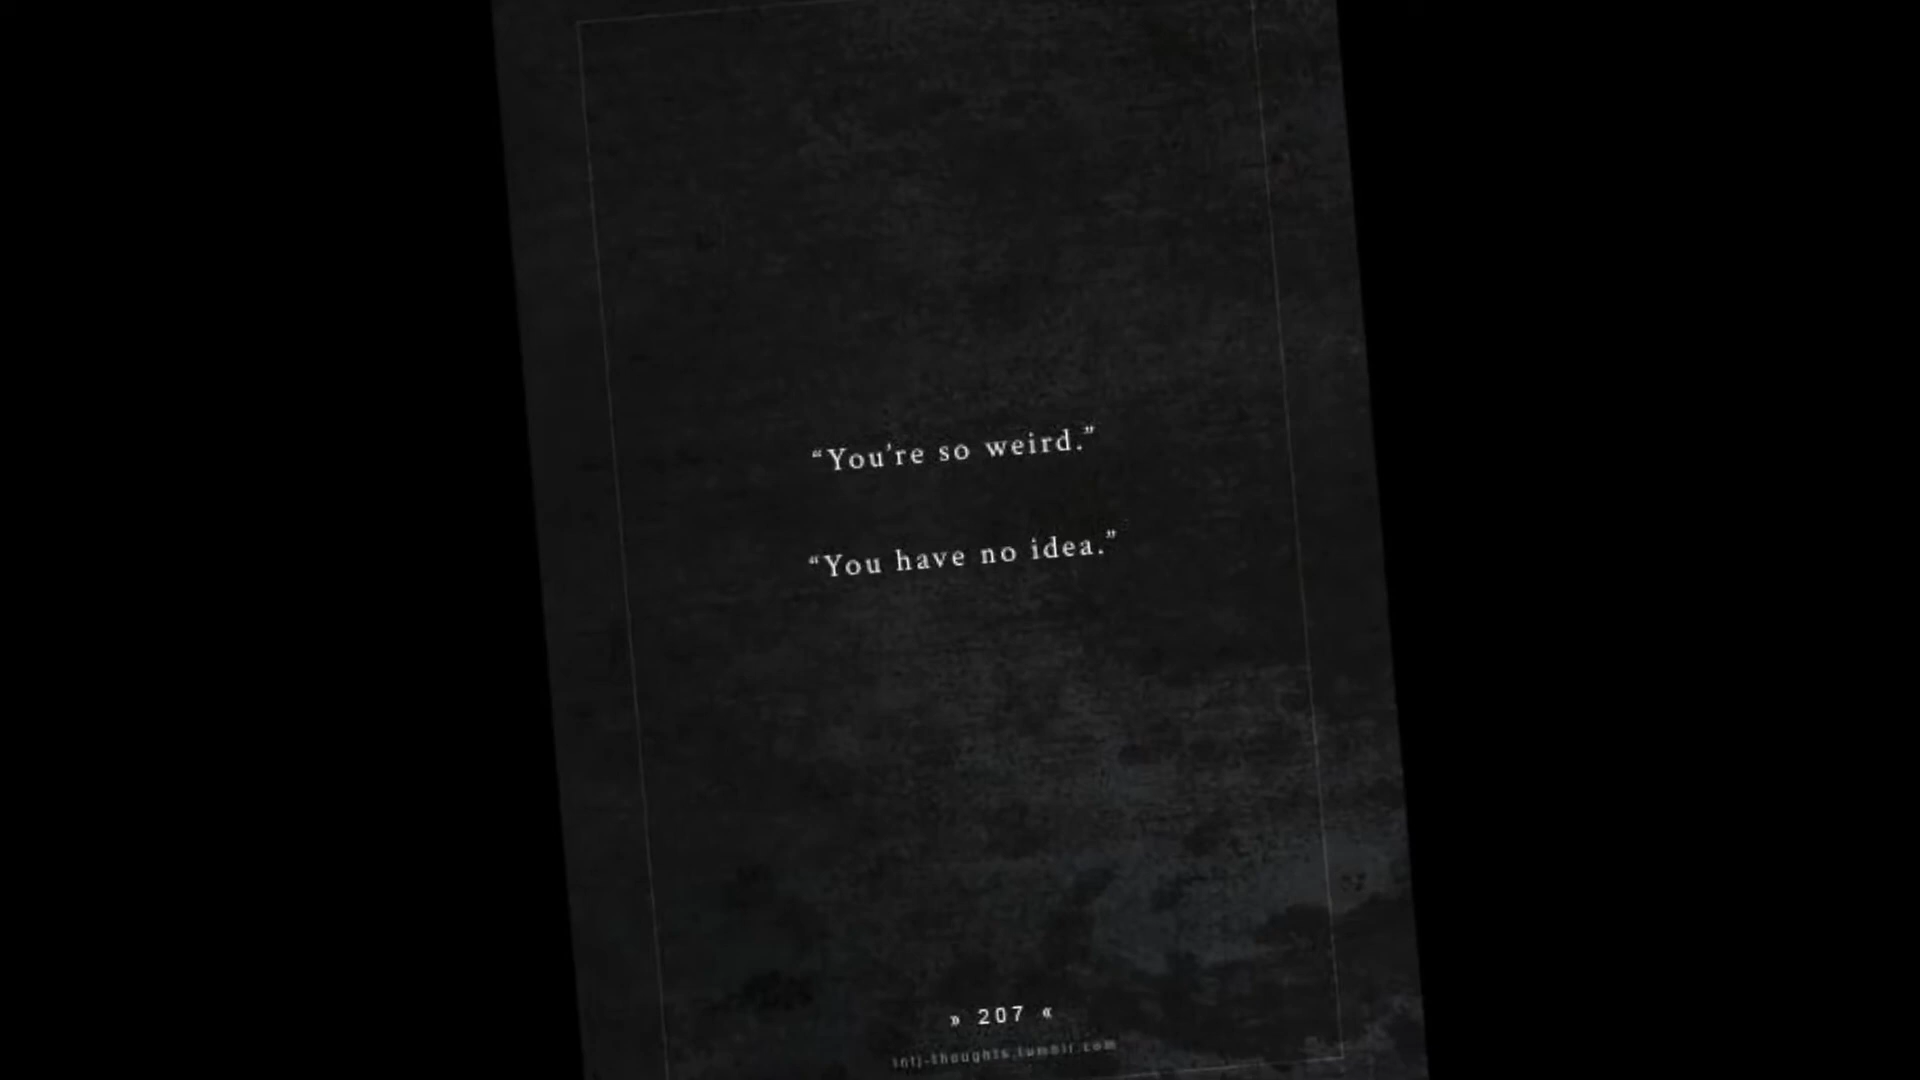 “You’re so weird.”
“You have no idea.”
» 207 «
intj-thoughts.tumblr.com